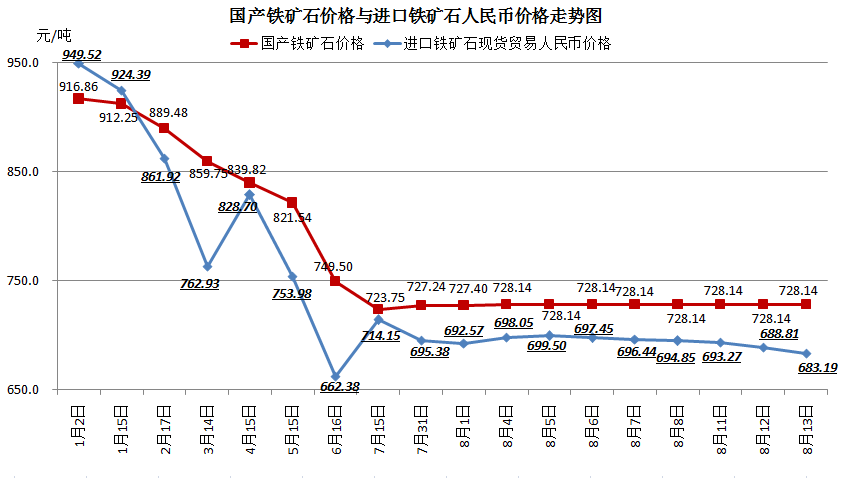 国产铁矿石价格与进口铁矿石人民币价格走势图
元/吨
国产铁矿石价格
进口铁矿石现货贸易人民币价格
950.0
850.0
750.0
650.0
916.86
912.25
889.48
859.75
839.82
821.54
749.50
723.75
727.24
727.40
728.14
728.14
728.14
728.14
728.14
728.14
728.14
728.14
949.52
924.39
861.92
762.93
828.70
753.98
662.38
714.15
695.38
692.57
698.05
699.50
697.45
696.44
694.85
693.27
688.81
683.19
1月2日
1月15日
2月17日
3月14日
4月15日
5月15日
6月16日
7月15日
7月31日
8月1日
8月4日
8月5日
8月6日
8月7日
8月8日
8月11日
8月12日
8月13日